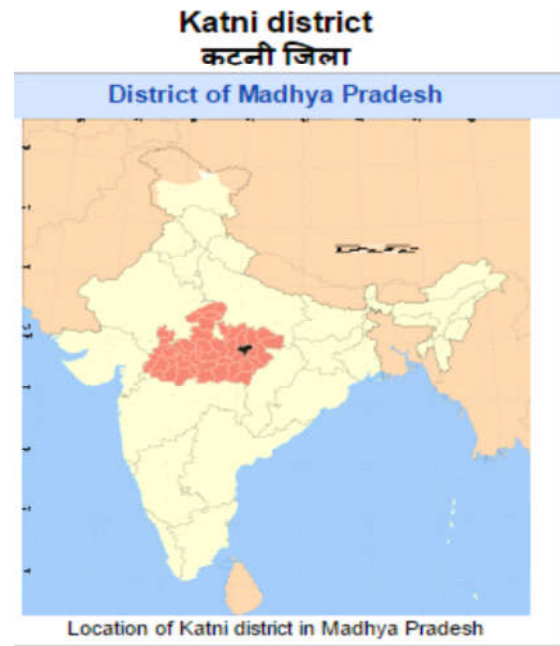 Katni district
कटनी जिला
District of Madhya Pradesh
Location of Katni district in Madhya Pradesh